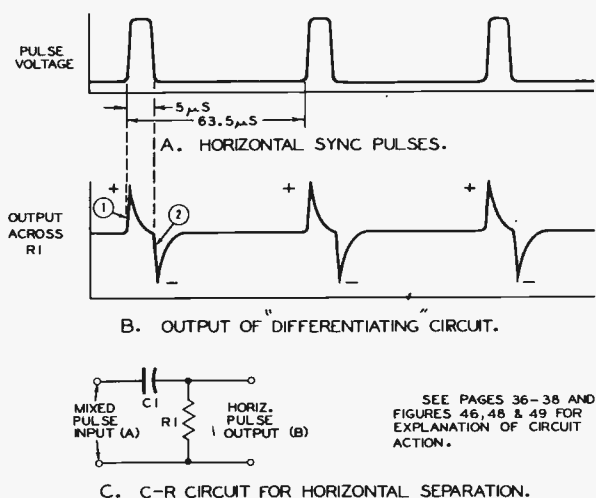 PULSE
VOLTAGE
5μS
63.5μS
A. HORIZONTAL SYNC PULSES.
+ + +
1 2
OUTPUT
ACROSS
R1
- - -
B. OUTPUT OF "DIFFERENTIATING" CIRCUIT.
C1
MIXED
PULSE
INPUT (A)
R1
HORIZ.
PULSE
OUTPUT (B)
SEE PAGES 36-38 AND
FIGURES 46,48 & 49 FOR
EXPLANATION OF CIRCUIT
ACTION.
C. C-R CIRCUIT FOR HORIZONTAL SEPARATION.